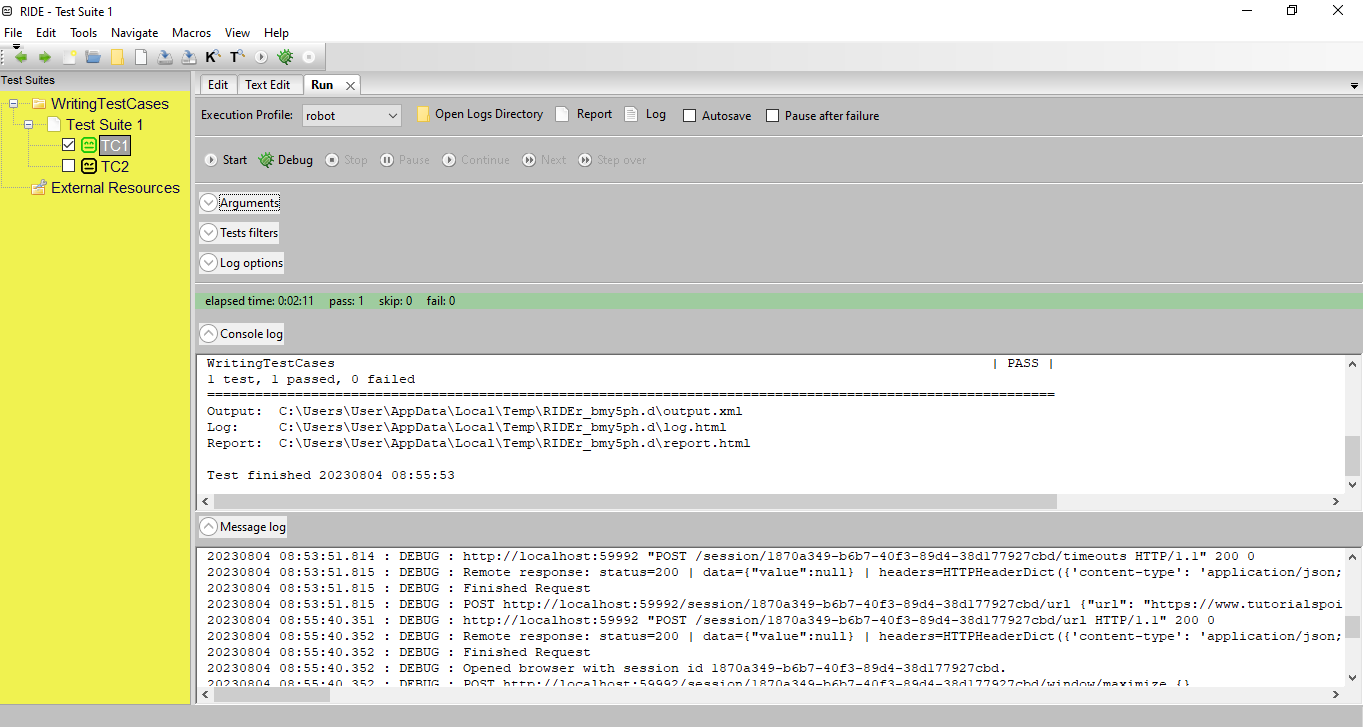 RIDE - Test Suite 1
File Edit Tools Navigate Macros View Help
K T
Test Suites
WritingTestCases
Test Suite 1
TC1
TC2
External Resources
Edit Text Edit Run
Execution Profile: robot Open Logs Directory Report Log Autosave Pause after failure
Start Debug Stop Pause Continue Next Step over
Arguments
Tests filters
Log options
elapsed time: 0:02:11 pass: 1 skip: 0 fail: 0
Console log
WritingTestCases | PASS |
1 test, 1 passed, 0 failed
==========================================================================================================
Output: C:\Users\User\AppData\Local\Temp\RIDEr_bmy5ph.d\output.xml
Log: C:\Users\User\AppData\Local\Temp\RIDEr_bmy5ph.d\log.html
Report: C:\Users\User\AppData\Local\Temp\RIDEr_bmy5ph.d\report.html
Test finished 20230804 08:55:53
Message log
20230804 08:53:51.814 : DEBUG : http://localhost:59992 "POST /session/1870a349-b6b7-40f3-89d4-38d177927cbd/timeouts HTTP/1.1" 200 0
20230804 08:53:51.815 : DEBUG : Remote response: status=200 | data={"value":null} | headers=HTTPHeaderDict({'content-type': 'application/json;
20230804 08:53:51.815 : DEBUG : Finished Request
20230804 08:53:51.815 : DEBUG : POST http://localhost:59992/session/1870a349-b6b7-40f3-89d4-38d177927cbd/url {"url": "https://www.tutorialspoi
20230804 08:55:40.351 : DEBUG : http://localhost:59992 "POST /session/1870a349-b6b7-40f3-89d4-38d177927cbd/url HTTP/1.1" 200 0
20230804 08:55:40.352 : DEBUG : Remote response: status=200 | data={"value":null} | headers=HTTPHeaderDict({'content-type': 'application/json;
20230804 08:55:40.352 : DEBUG : Finished Request
20230804 08:55:40.352 : DEBUG : Opened browser with session id 1870a349-b6b7-40f3-89d4-38d177927cbd.
20230804 08:55:40.352 : DEBUG : POST http://localhost:59992/session/1870a349-b6b7-40f3-89d4-38d177927cbd/window/maximize {}